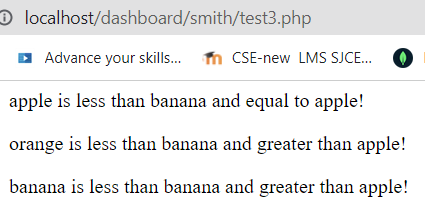 localhost/dashboard/smith/test3.php
Advance your skills... CSE-new LMS SJCE...
apple is less than banana and equal to apple!
orange is less than banana and greater than apple!
banana is less than banana and greater than apple!